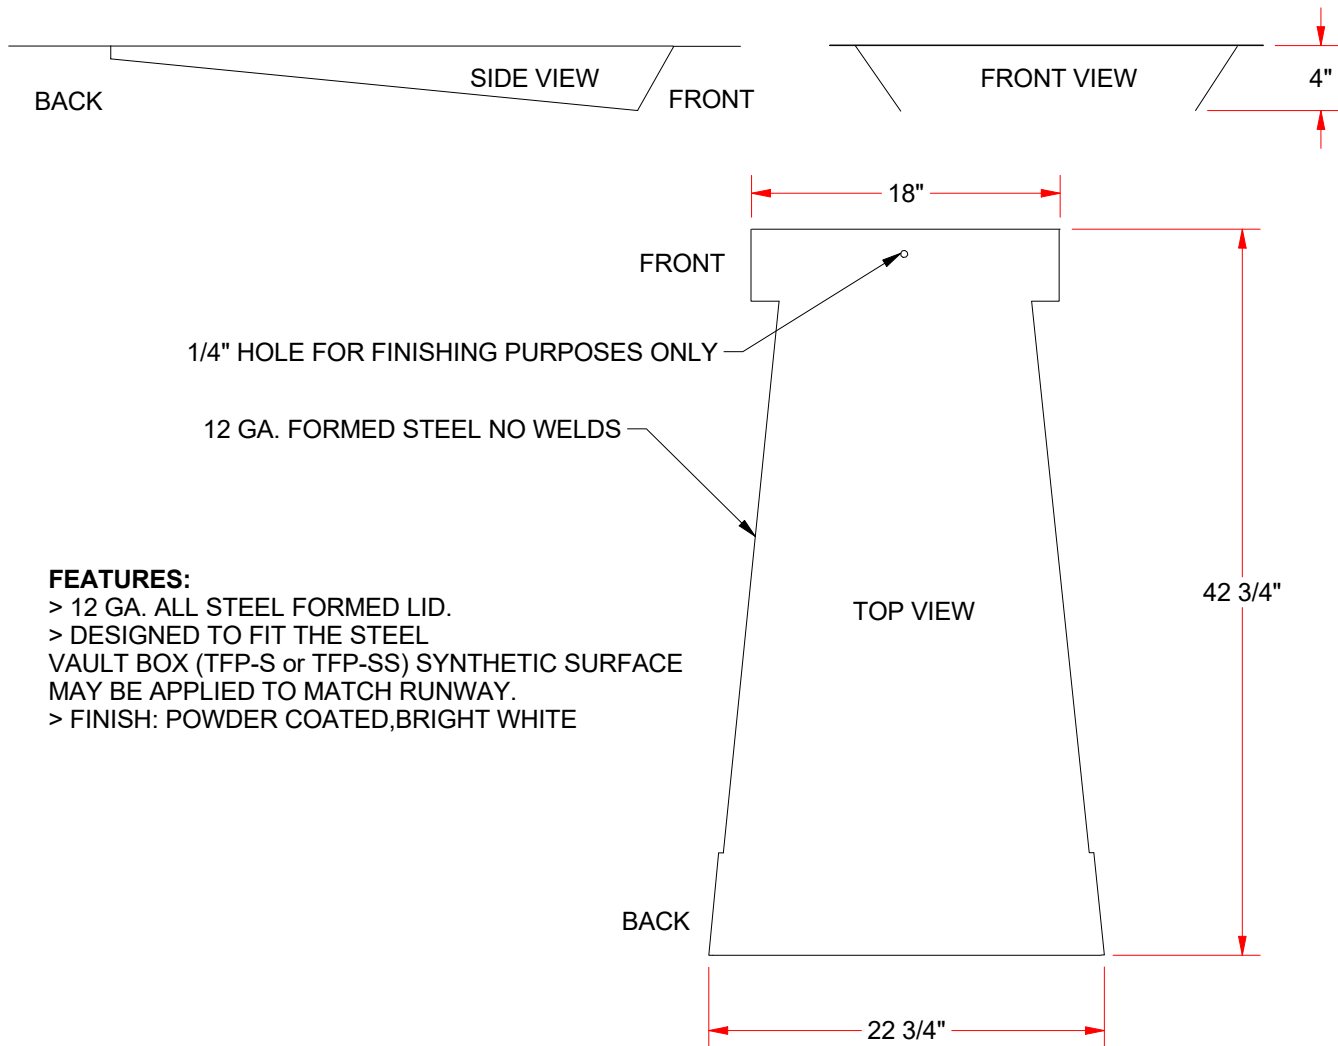 SIDE VIEW
BACK
FRONT
FRONT VIEW
4"
18"
FRONT
1/4" HOLE FOR FINISHING PURPOSES ONLY
12 GA. FORMED STEEL NO WELDS
FEATURES:
> 12 GA. ALL STEEL FORMED LID.
> DESIGNED TO FIT THE STEEL
VAULT BOX (TFP-S or TFP-SS) SYNTHETIC SURFACE
MAY BE APPLIED TO MATCH RUNWAY.
> FINISH: POWDER COATED,BRIGHT WHITE
TOP VIEW
42 3/4"
BACK
22 3/4"